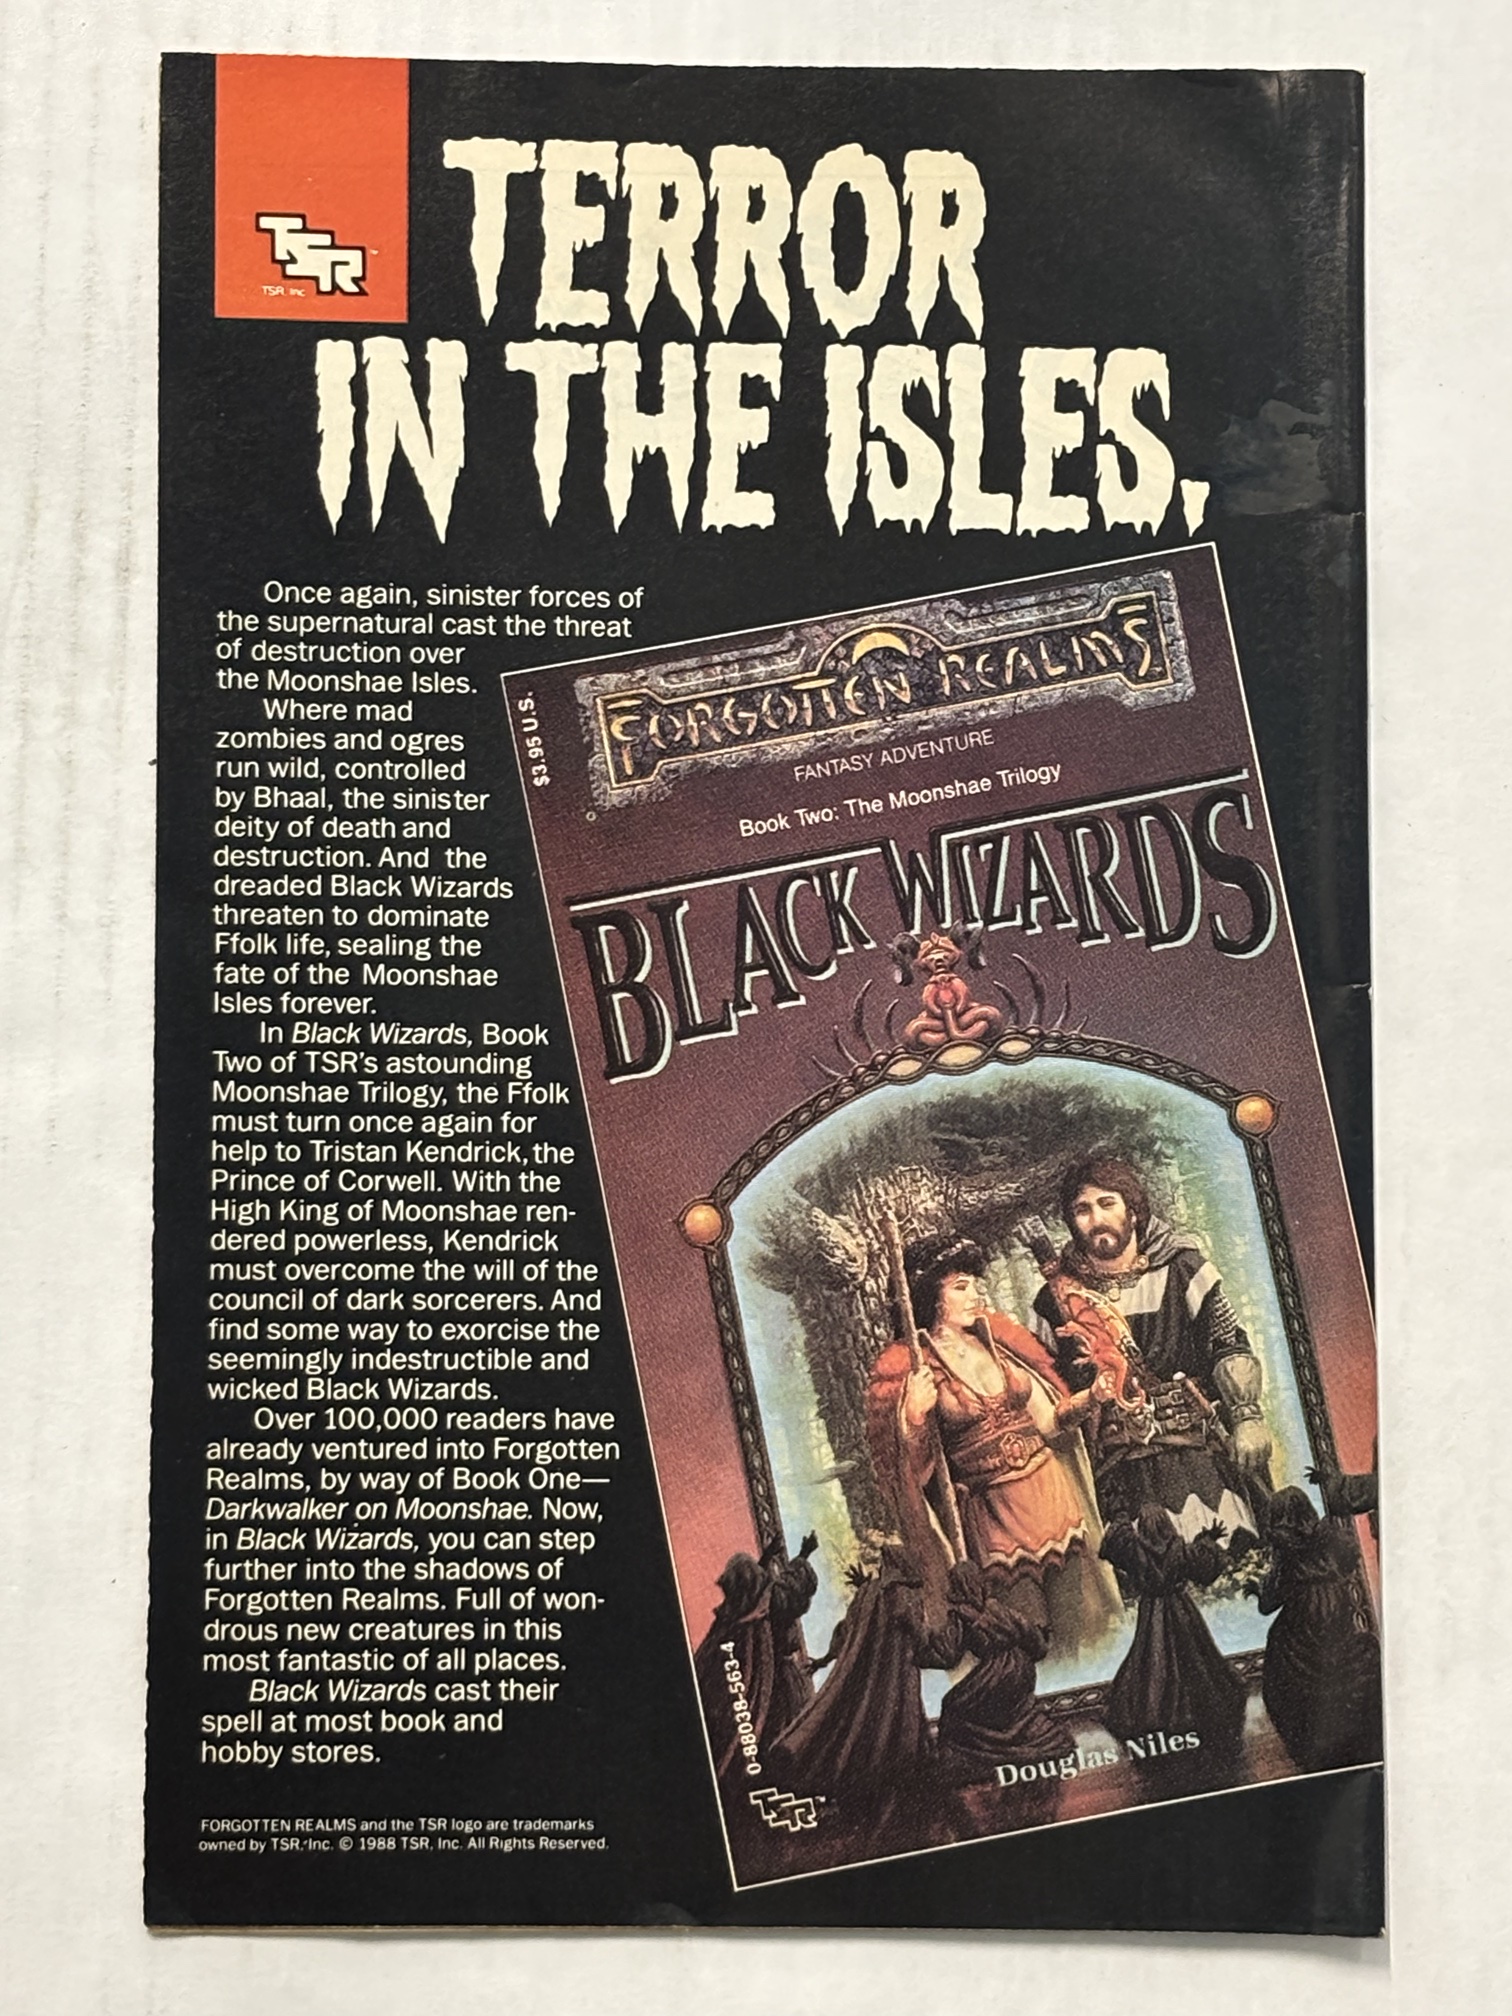 TSR™
TSR, Inc.
TERROR
IN THE ISLES.
Once again, sinister forces of
the supernatural cast the threat
of destruction over
the Moonshae Isles.
Where mad
zombies and ogres
run wild, controlled
by Bhaal, the sinister
deity of death and
destruction. And the
dreaded Black Wizards
threaten to dominate
Ffolk life, sealing the
fate of the Moonshae
Isles forever.
In Black Wizards, Book
Two of TSR's astounding
Moonshae Trilogy, the Ffolk
must turn once again for
help to Tristan Kendrick, the
Prince of Corwell. With the
High King of Moonshae ren-
dered powerless, Kendrick
must overcome the will of the
council of dark sorcerers. And
find some way to exorcise the
seemingly indestructible and
wicked Black Wizards.
Over 100,000 readers have
already ventured into Forgotten
Realms, by way of Book One—
Darkwalker on Moonshae. Now,
in Black Wizards, you can step
further into the shadows of
Forgotten Realms. Full of won-
drous new creatures in this
most fantastic of all places.
Black Wizards cast their
spell at most book and
hobby stores.
FORGOTTEN REALMS and the TSR logo are trademarks
owned by TSR, Inc. © 1988 TSR, Inc. All Rights Reserved.
$3.95 U.S.
FORGOTTEN REALMS
FANTASY ADVENTURE
Book Two: The Moonshae Trilogy
BLACK WIZARDS
0-88038-563-4
Douglas Niles
TSR™